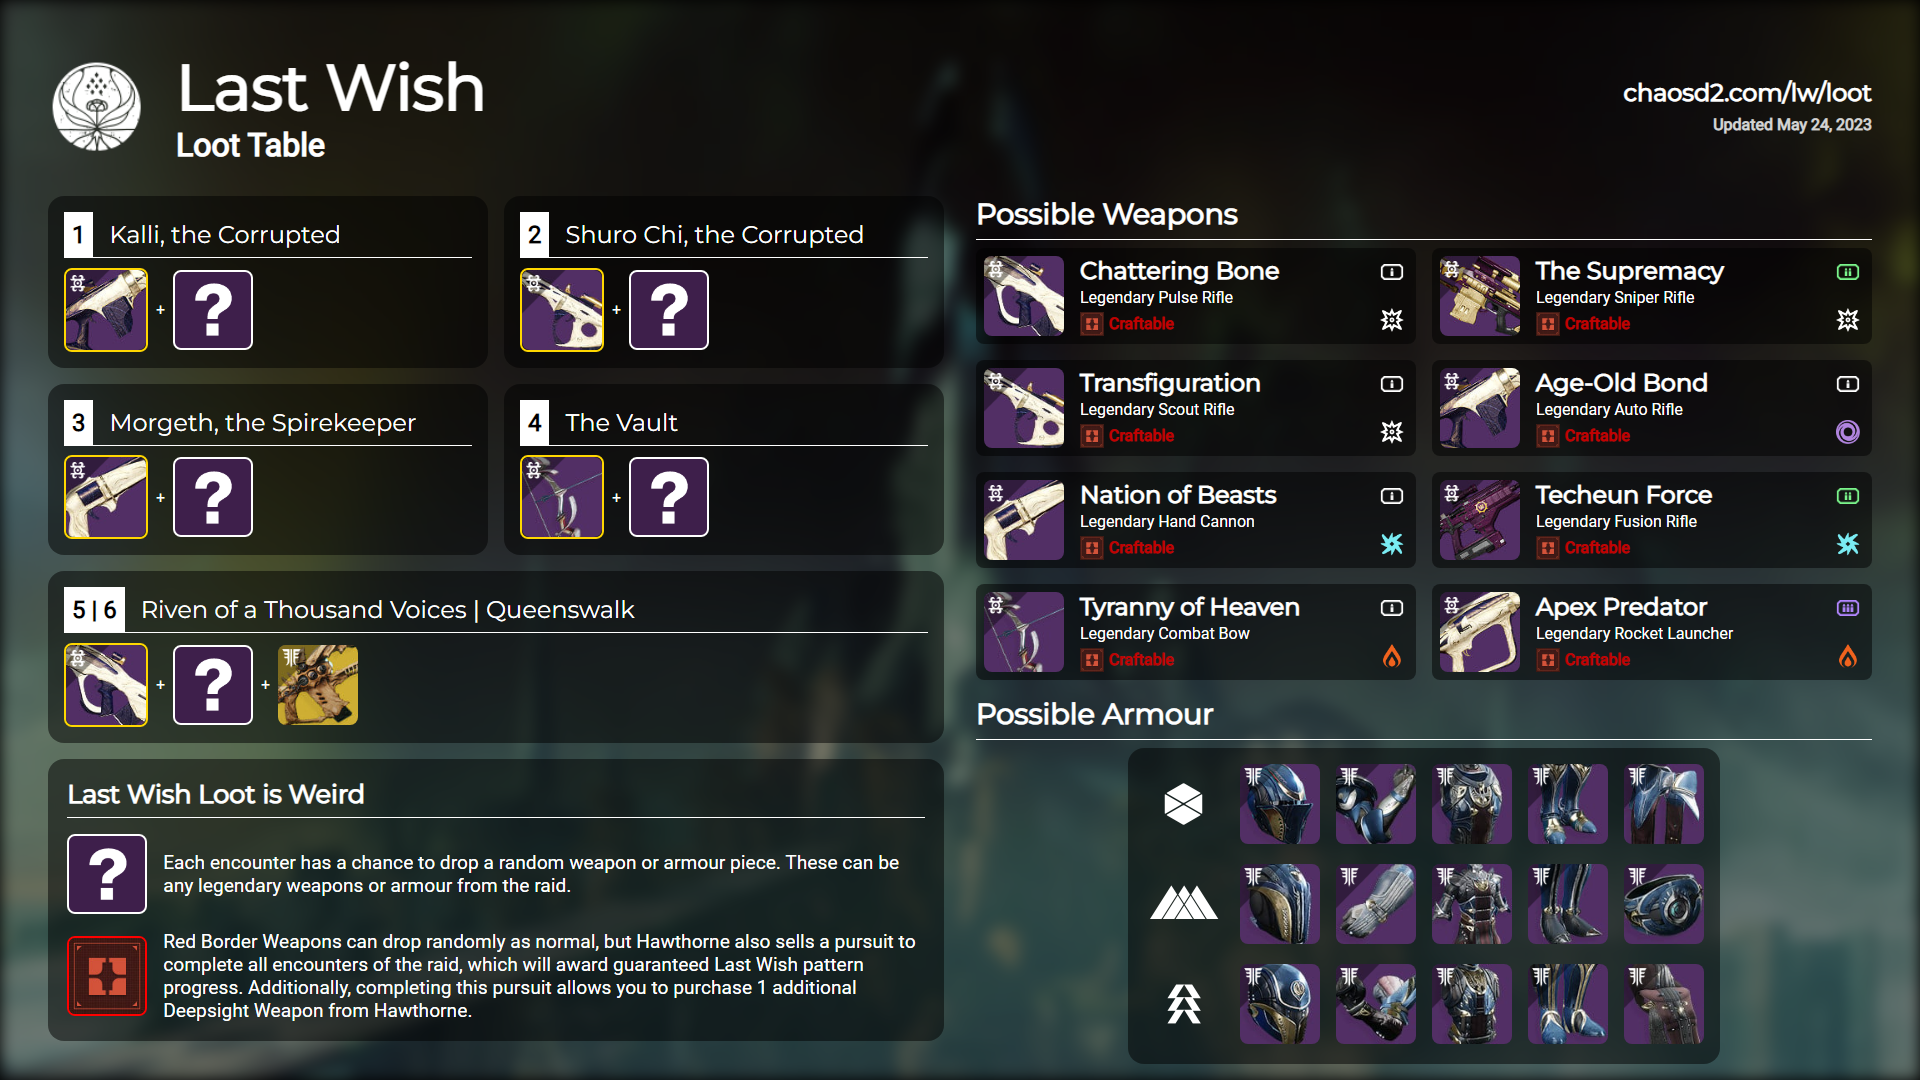 Last Wish
Loot Table
chaosd2.com/lw/loot
Updated May 24, 2023
1 Kalli, the Corrupted
+ ?
2 Shuro Chi, the Corrupted
+ ?
3 Morgeth, the Spirekeeper
+ ?
4 The Vault
+ ?
5 | 6 Riven of a Thousand Voices | Queenswalk
+ ? +
Last Wish Loot is Weird
?
Each encounter has a chance to drop a random weapon or armour piece. These can be
any legendary weapons or armour from the raid.
Red Border Weapons can drop randomly as normal, but Hawthorne also sells a pursuit to
complete all encounters of the raid, which will award guaranteed Last Wish pattern
progress. Additionally, completing this pursuit allows you to purchase 1 additional
Deepsight Weapon from Hawthorne.
Possible Weapons
Chattering Bone
Legendary Pulse Rifle
Craftable
The Supremacy
Legendary Sniper Rifle
Craftable
Transfiguration
Legendary Scout Rifle
Craftable
Age-Old Bond
Legendary Auto Rifle
Craftable
Nation of Beasts
Legendary Hand Cannon
Craftable
Techeun Force
Legendary Fusion Rifle
Craftable
Tyranny of Heaven
Legendary Combat Bow
Craftable
Apex Predator
Legendary Rocket Launcher
Craftable
Possible Armour